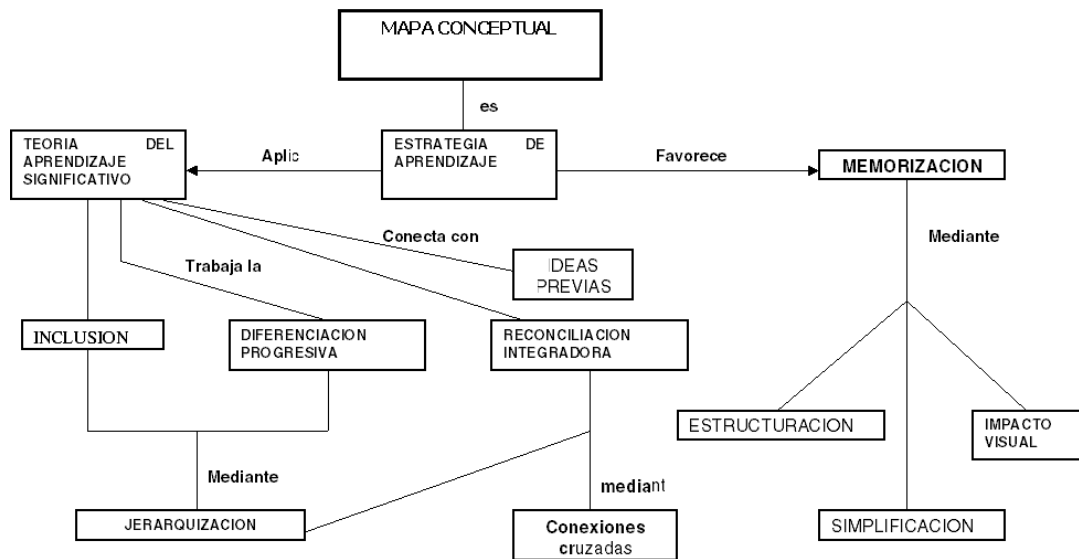 MAPA CONCEPTUAL
es
TEORIA DEL
APRENDIZAJE
SIGNIFICATIVO
Aplic
ESTRATEGIA DE
APRENDIZAJE
Favorece
MEMORIZACION
Conecta con
Mediante
Trabaja la
IDEAS
PREVIAS
INCLUSION
DIFERENCIACION
PROGRESIVA
RECONCILIACION
INTEGRADORA
ESTRUCTURACION
IMPACTO
VISUAL
Mediante
mediant
JERARQUIZACION
Conexiones
cruzadas
SIMPLIFICACION